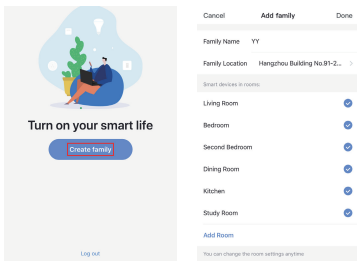 Turn on your smart life
Create family
Log out
Cancel Add family Done
Family Name YY
Family Location Hangzhou Building No.91-2...
Smart devices in rooms:
Living Room
Bedroom
Second Bedroom
Dining Room
Kitchen
Study Room
Add Room
You can change the room settings anytime